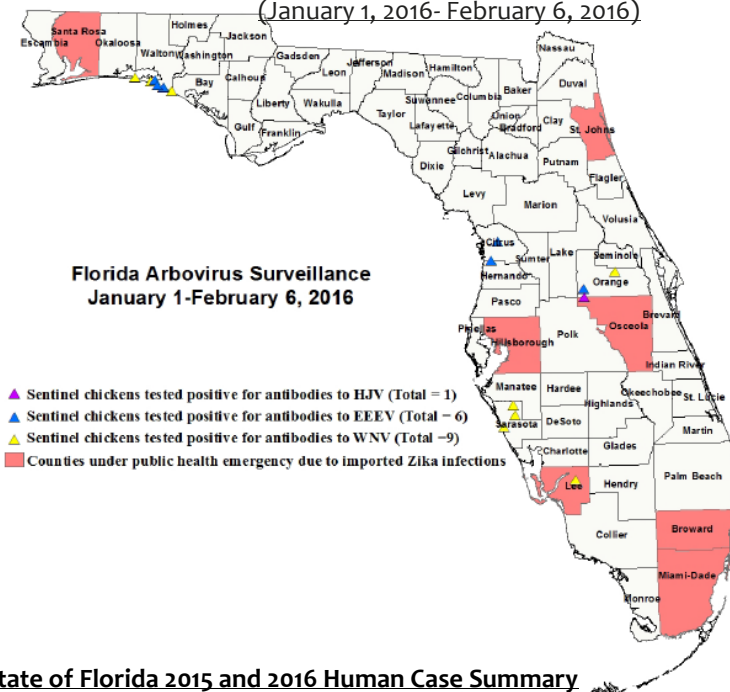 (January 1, 2016- February 6, 2016)
Escambia
Santa Rosa
Okaloosa
Walton
Holmes
Washington
Jackson
Bay
Calhoun
Gulf
Liberty
Gadsden
Franklin
Leon
Wakulla
Jefferson
Madison
Taylor
Hamilton
Suwannee
Lafayette
Dixie
Columbia
Gilchrist
Levy
Baker
Union
Bradford
Alachua
Marion
Nassau
Duval
Clay
St. Johns
Putnam
Flagler
Volusia
Citrus
Sumter
Lake
Seminole
Hernando
Orange
Pasco
Pinellas
Hillsborough
Polk
Osceola
Brevard
Indian River
Manatee
Hardee
Highlands
Okeechobee
St. Lucie
Sarasota
DeSoto
Martin
Charlotte
Glades
Lee
Hendry
Palm Beach
Collier
Broward
Monroe
Miami-Dade
Florida Arbovirus Surveillance
January 1-February 6, 2016
Sentinel chickens tested positive for antibodies to HJV (Total = 1)
Sentinel chickens tested positive for antibodies to EEEV (Total − 6)
Sentinel chickens tested positive for antibodies to WNV (Total −9)
Counties under public health emergency due to imported Zika infections
tate of Florida 2015 and 2016 Human Case Summary